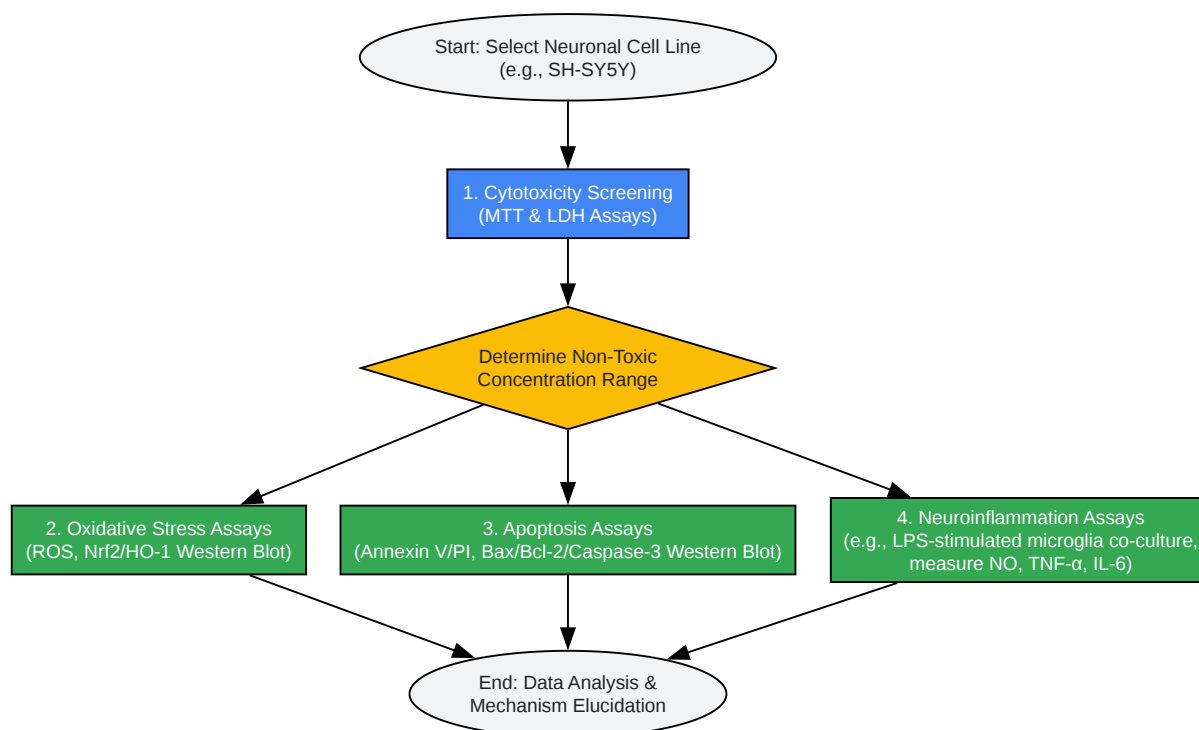 Start: Select Neuronal Cell Line
(e.g., SH-SY5Y)
1. Cytotoxicity Screening
(MTT & LDH Assays)
Determine Non-Toxic
Concentration Range
2. Oxidative Stress Assays
(ROS, Nrf2/HO-1 Western Blot)
3. Apoptosis Assays
(Annexin V/PI, Bax/Bcl-2/Caspase-3 Western Blot)
4. Neuroinflammation Assays
(e.g., LPS-stimulated microglia co-culture,
measure NO, TNF-α, IL-6)
End: Data Analysis &
Mechanism Elucidation